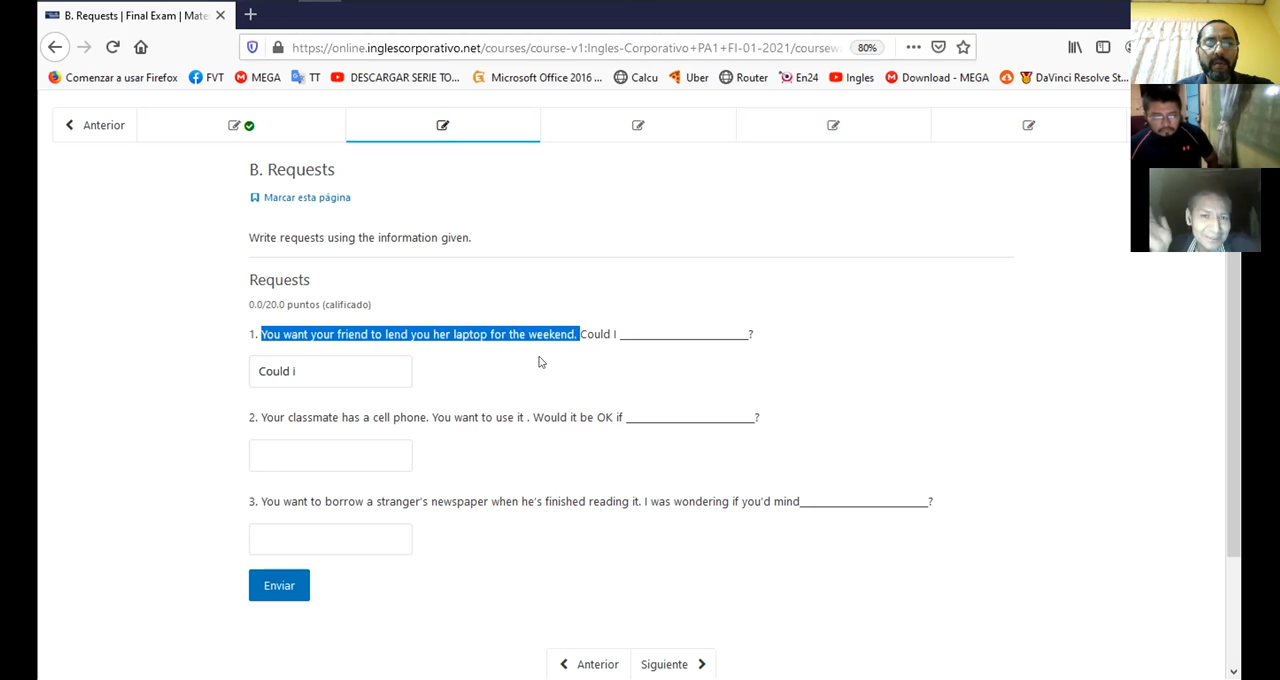 B. Requests | Final Exam | Mate
https://online.inglescorporativo.net/courses/course-v1:Ingles-Corporativo+PA1+FI-01-2021/coursew
80%
Comenzar a usar Firefox
FVT
MEGA
TT
DESCARGAR SERIE TO...
Microsoft Office 2016 ...
Calcu
Uber
Router
En24
Ingles
Download - MEGA
DaVinci Resolve St...
Anterior
B. Requests
Marcar esta página
Write requests using the information given.
Requests
0.0/20.0 puntos (calificado)
1. You want your friend to lend you her laptop for the weekend. Could I ____________________?
Could i
2. Your classmate has a cell phone. You want to use it . Would it be OK if ____________________?
3. You want to borrow a stranger's newspaper when he's finished reading it. I was wondering if you'd mind____________________?
Enviar
Anterior
Siguiente